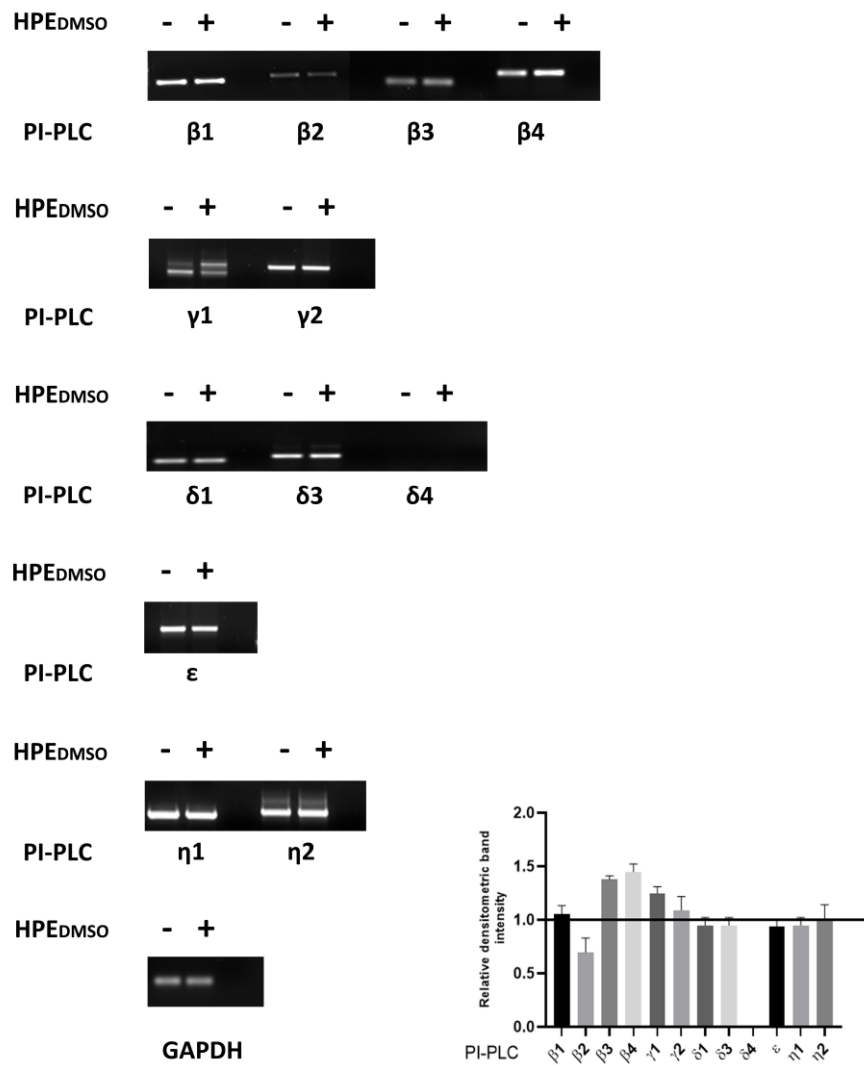 HPEDMSO - + - + - + - +
PI-PLC β1 β2 β3 β4
HPEDMSO - + - +
PI-PLC γ1 γ2
HPEDMSO - + - + - +
PI-PLC δ1 δ3 δ4
HPEDMSO - +
PI-PLC ε
HPEDMSO - + - +
PI-PLC η1 η2
HPEDMSO - +
GAPDH
Relative densitometric band
intensity
2.0
1.5
1.0
0.5
0.0
PI-PLC β1 β2 β3 β4 γ1 γ2 δ1 δ3 δ4 ε η1 η2